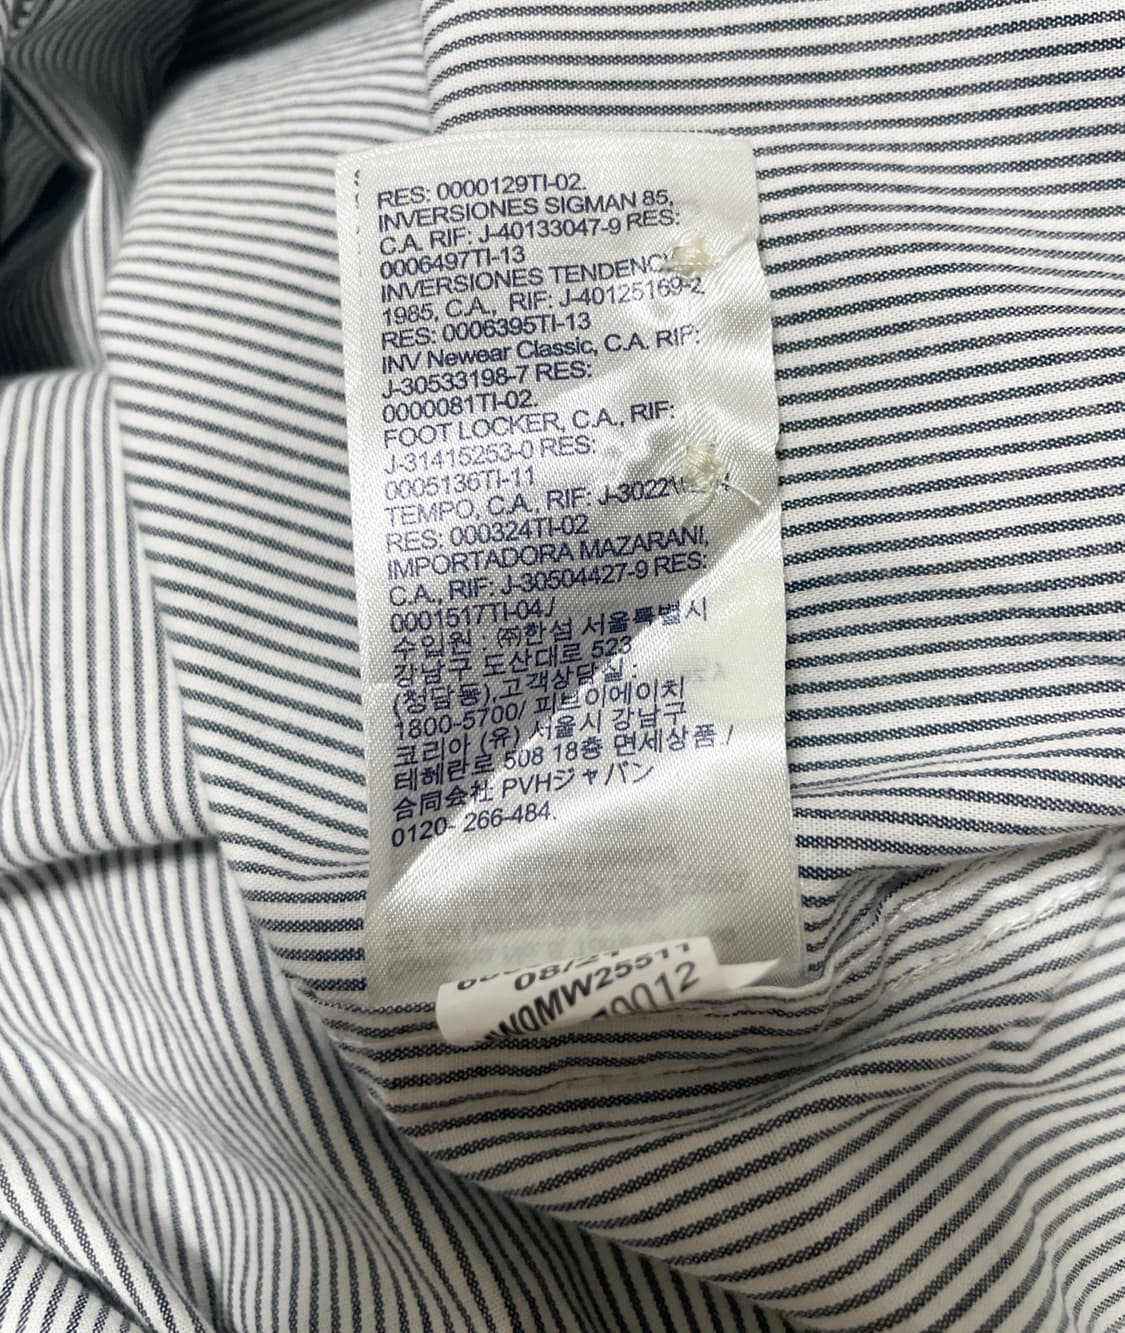 RES: 0000129TI-02.
INVERSIONES SIGMAN 85,
C.A. RIF: J-40133047-9 RES:
0006497TI-13
INVERSIONES
1985, C.A., RIF: J-40125169-2
RES: 0006395TI-13
INV Newear Classic, C.A. RIF:
J-30533198-7 RES:
0000081TI-02.
FOOT LOCKER, C.A., RIF:
J-31415253-0 RES:
0005136TI-11
TEMPO, C.A., RIF:
RES: 000324TI-02
IMPORTADORA MAZARANI,
C.A., RIF: J-30504427-9 RES:
0001517TI-04./
수입원 : ㈜한섬 서울특별시
강남구 도산대로 523
(청담동),고객상담실 :
1800-5700/ 피브이에이치
코리아 (유) 서울시 강남구
테헤란로 508 18층 면세상품./
合同会社 PVHジャパン
0120- 266-484.